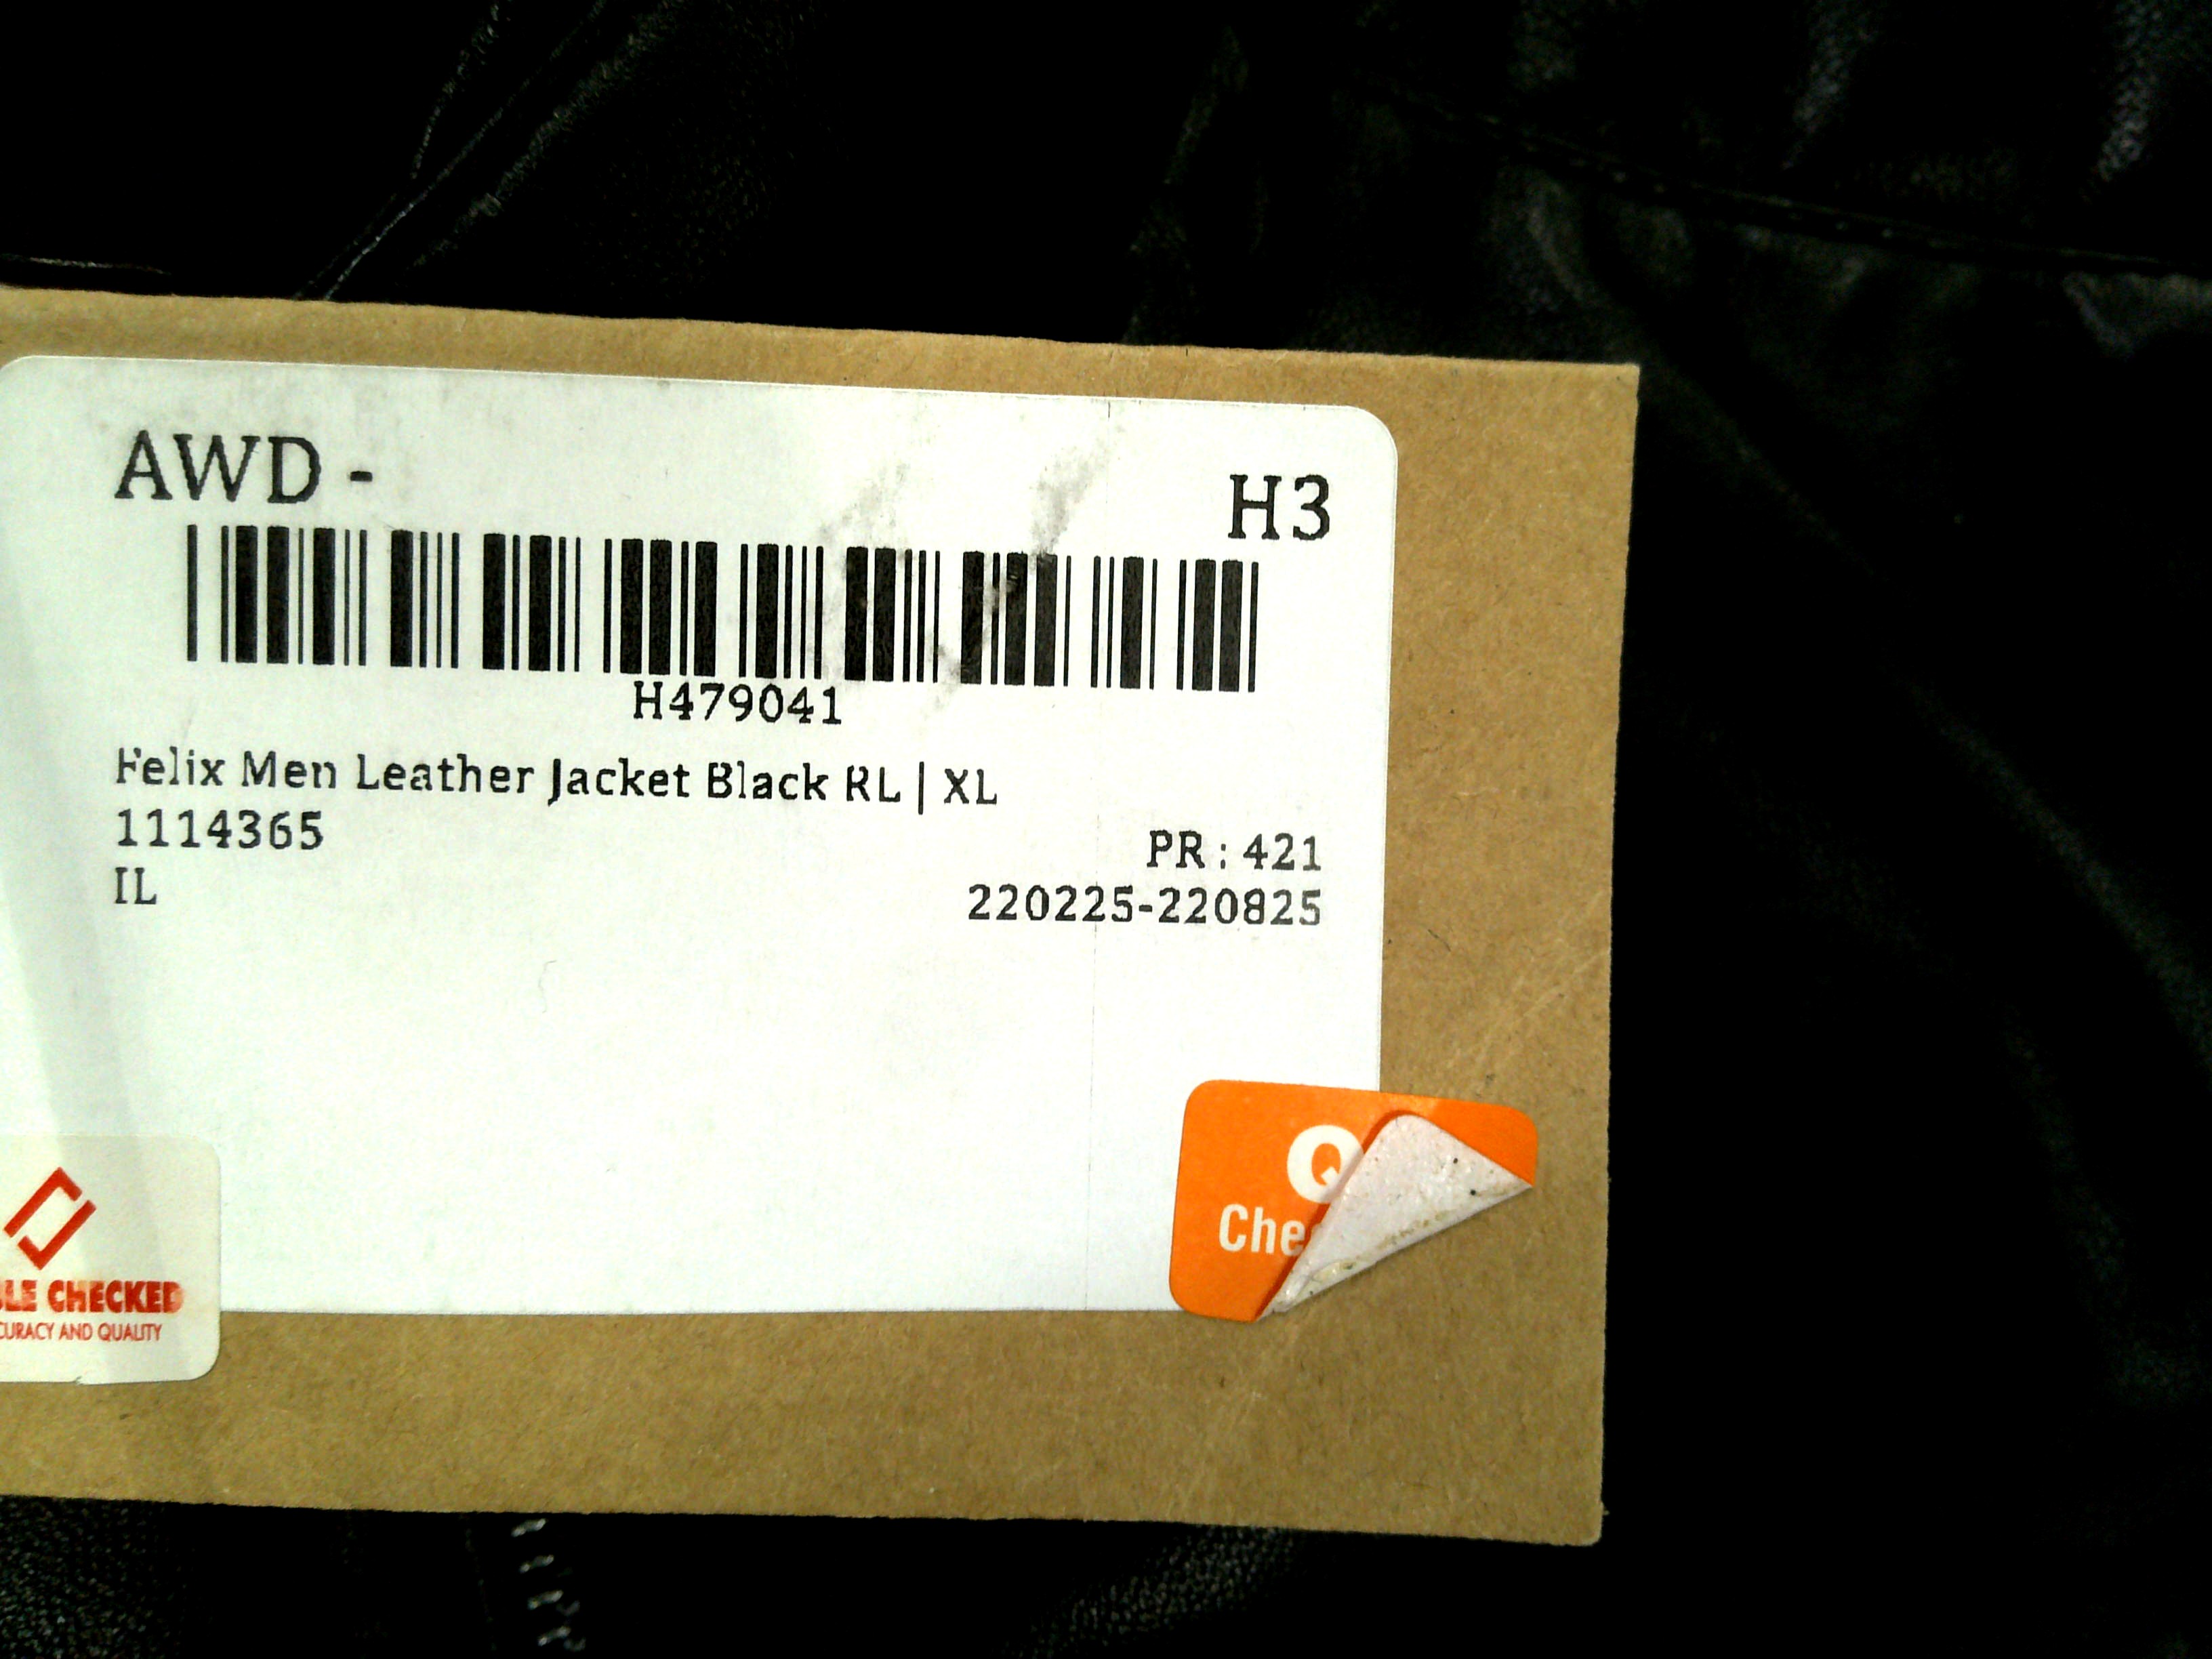 AWD -
H3
H479041
Felix Men Leather Jacket Black RL | XL
1114365
PR : 421
IL
220225-220825
Q
Che
LE CHECKED
CURACY AND QUALITY